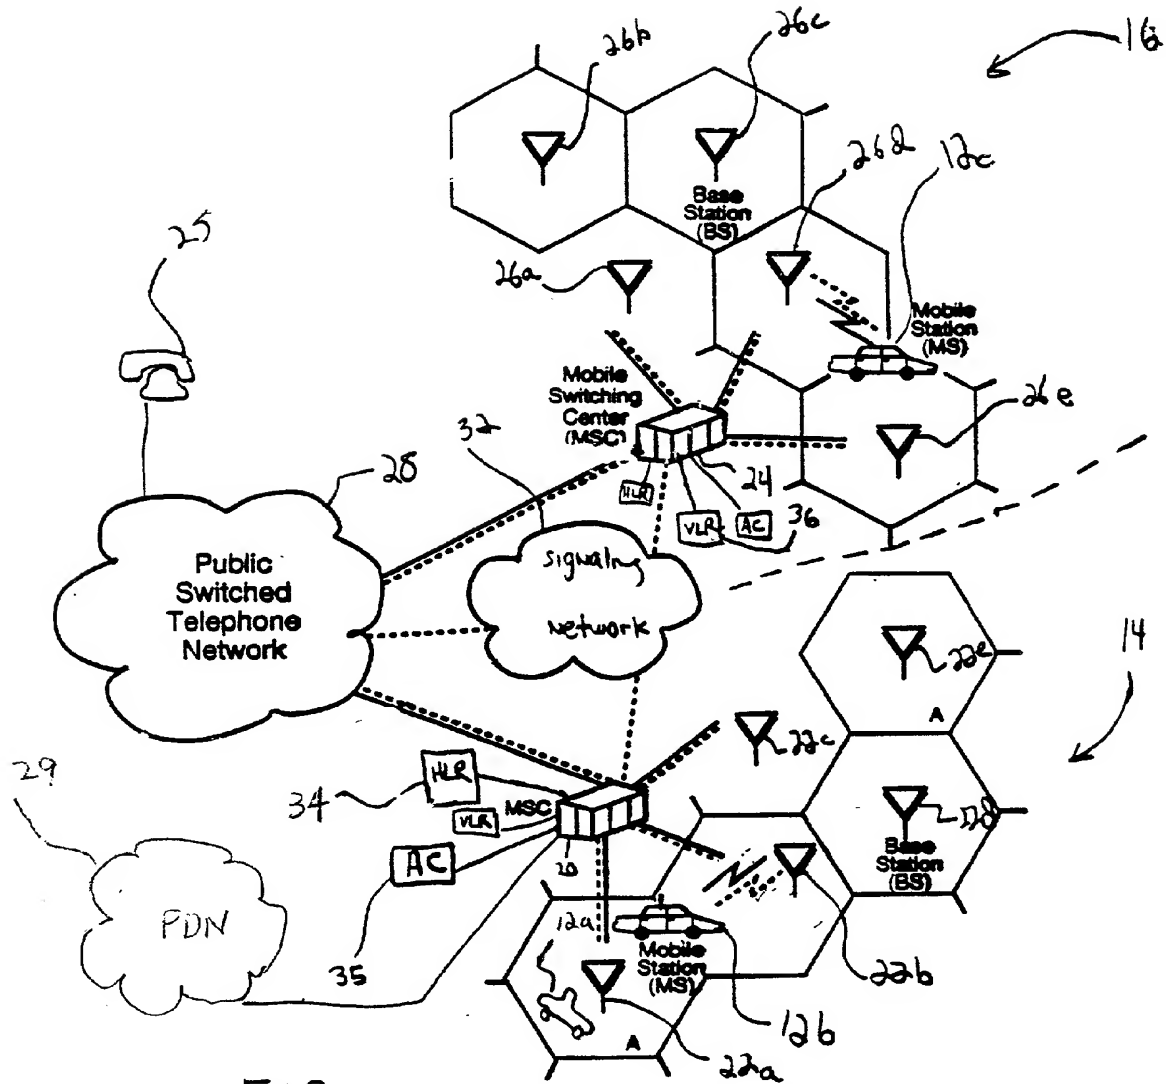 26b
26c
16
26d
12c
Base
Station
(BS)
25
26a
Mobile
Station
(MS)
Mobile
Switching
Center
(MSC)
32
26e
28
HLR
24
VLR
AC
36
Public
Switched
Telephone
Network
Signaling
Network
22e
14
A
22c
HLR
29
34
MSC
VLR
22d
AC
20
Base
Station
(BS)
PDN
12a
35
Mobile
Station
(MS)
22b
12b
A
22a